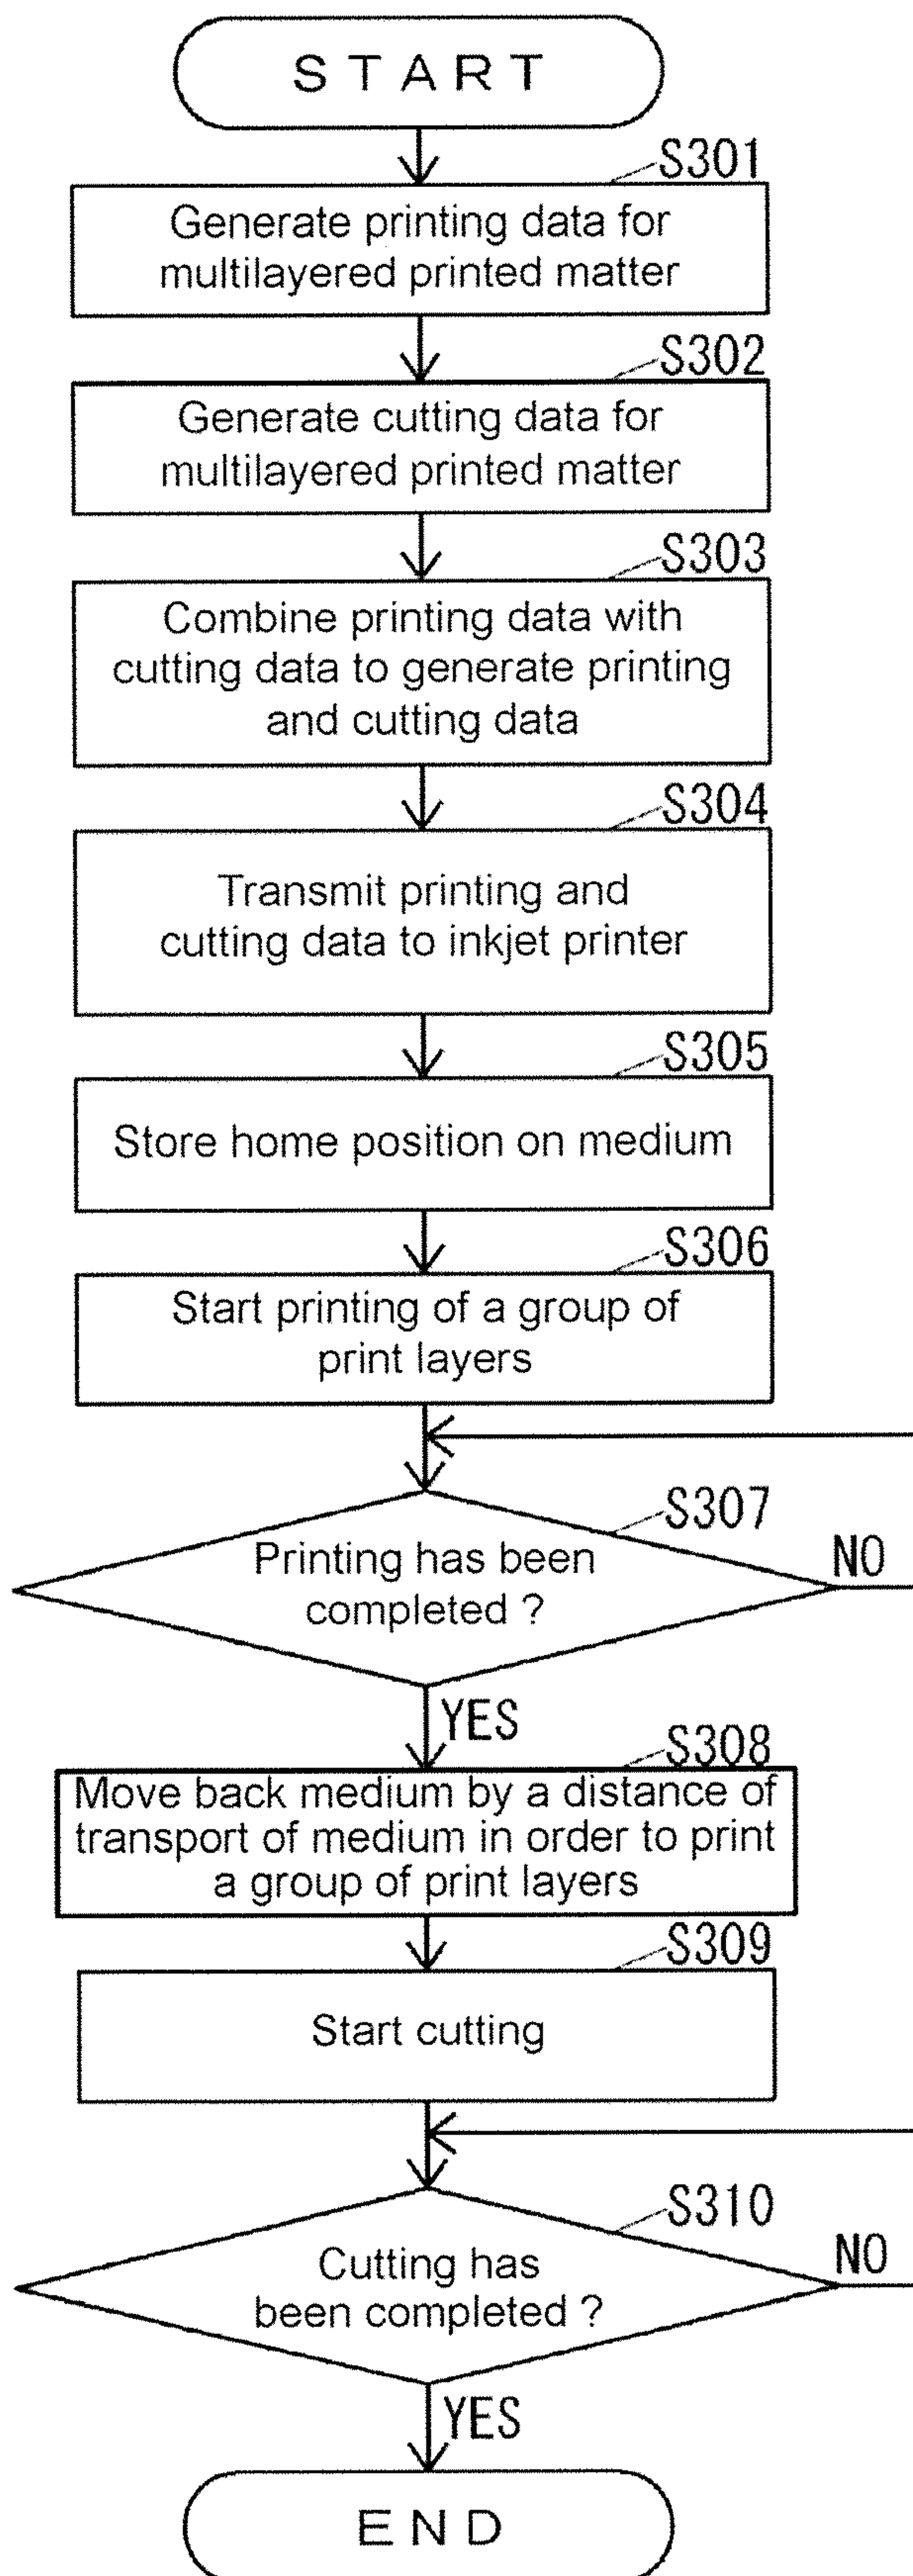 START
S301
Generate printing data for
multilayered printed matter
S302
Generate cutting data for
multilayered printed matter
S303
Combine printing data with
cutting data to generate printing
and cutting data
S304
Transmit printing and
cutting data to inkjet printer
S305
Store home position on medium
S306
Start printing of a group of
print layers
S307
Printing has been
completed ?
NO
YES
S308
Move back medium by a distance of
transport of medium in order to print
a group of print layers
S309
Start cutting
S310
Cutting has
been completed ?
NO
YES
END